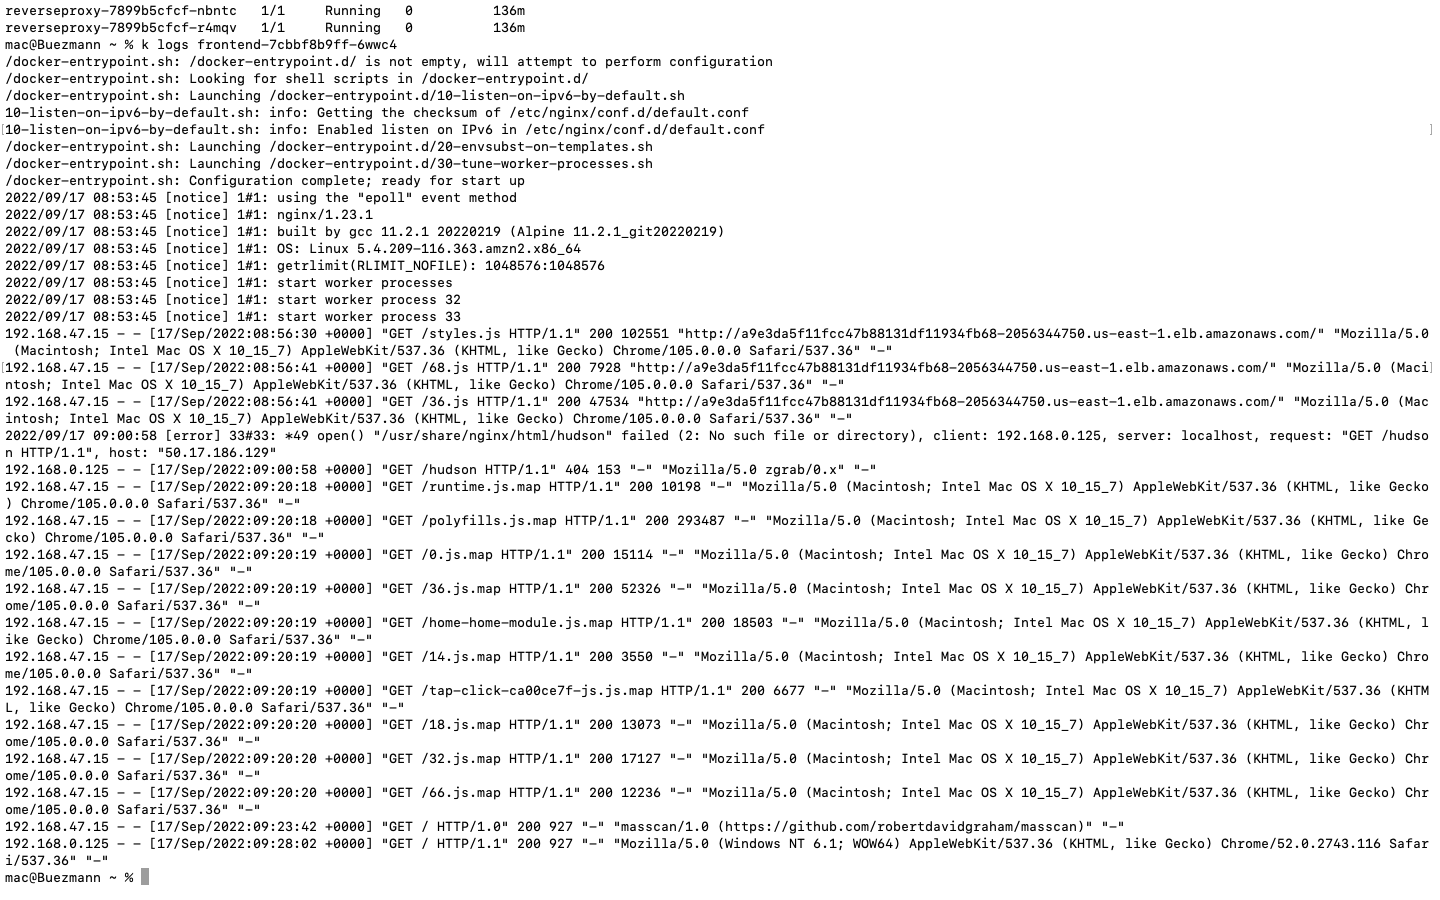 reverseproxy-7899b5cfcf-nbntc   1/1     Running   0          136m
reverseproxy-7899b5cfcf-r4mqv   1/1     Running   0          136m
mac@Buezmann ~ % k logs frontend-7cbbf8b9ff-6wwc4
/docker-entrypoint.sh: /docker-entrypoint.d/ is not empty, will attempt to perform configuration
/docker-entrypoint.sh: Looking for shell scripts in /docker-entrypoint.d/
/docker-entrypoint.sh: Launching /docker-entrypoint.d/10-listen-on-ipv6-by-default.sh
10-listen-on-ipv6-by-default.sh: info: Getting the checksum of /etc/nginx/conf.d/default.conf
10-listen-on-ipv6-by-default.sh: info: Enabled listen on IPv6 in /etc/nginx/conf.d/default.conf
/docker-entrypoint.sh: Launching /docker-entrypoint.d/20-envsubst-on-templates.sh
/docker-entrypoint.sh: Launching /docker-entrypoint.d/30-tune-worker-processes.sh
/docker-entrypoint.sh: Configuration complete; ready for start up
2022/09/17 08:53:45 [notice] 1#1: using the "epoll" event method
2022/09/17 08:53:45 [notice] 1#1: nginx/1.23.1
2022/09/17 08:53:45 [notice] 1#1: built by gcc 11.2.1 20220219 (Alpine 11.2.1_git20220219)
2022/09/17 08:53:45 [notice] 1#1: OS: Linux 5.4.209-116.363.amzn2.x86_64
2022/09/17 08:53:45 [notice] 1#1: getrlimit(RLIMIT_NOFILE): 1048576:1048576
2022/09/17 08:53:45 [notice] 1#1: start worker processes
2022/09/17 08:53:45 [notice] 1#1: start worker process 32
2022/09/17 08:53:45 [notice] 1#1: start worker process 33
192.168.47.15 - - [17/Sep/2022:08:56:30 +0000] "GET /styles.js HTTP/1.1" 200 102551 "http://a9e3da5f11fcc47b88131df11934fb68-2056344750.us-east-1.elb.amazonaws.com/" "Mozilla/5.0
 (Macintosh; Intel Mac OS X 10_15_7) AppleWebKit/537.36 (KHTML, like Gecko) Chrome/105.0.0.0 Safari/537.36" "-"
192.168.47.15 - - [17/Sep/2022:08:56:41 +0000] "GET /68.js HTTP/1.1" 200 7928 "http://a9e3da5f11fcc47b88131df11934fb68-2056344750.us-east-1.elb.amazonaws.com/" "Mozilla/5.0 (Maci
ntosh; Intel Mac OS X 10_15_7) AppleWebKit/537.36 (KHTML, like Gecko) Chrome/105.0.0.0 Safari/537.36" "-"
192.168.47.15 - - [17/Sep/2022:08:56:41 +0000] "GET /36.js HTTP/1.1" 200 47534 "http://a9e3da5f11fcc47b88131df11934fb68-2056344750.us-east-1.elb.amazonaws.com/" "Mozilla/5.0 (Mac
intosh; Intel Mac OS X 10_15_7) AppleWebKit/537.36 (KHTML, like Gecko) Chrome/105.0.0.0 Safari/537.36" "-"
2022/09/17 09:00:58 [error] 33#33: *49 open() "/usr/share/nginx/html/hudson" failed (2: No such file or directory), client: 192.168.0.125, server: localhost, request: "GET /hudso
n HTTP/1.1", host: "50.17.186.129"
192.168.0.125 - - [17/Sep/2022:09:00:58 +0000] "GET /hudson HTTP/1.1" 404 153 "-" "Mozilla/5.0 zgrab/0.x" "-"
192.168.47.15 - - [17/Sep/2022:09:20:18 +0000] "GET /runtime.js.map HTTP/1.1" 200 10198 "-" "Mozilla/5.0 (Macintosh; Intel Mac OS X 10_15_7) AppleWebKit/537.36 (KHTML, like Gecko
) Chrome/105.0.0.0 Safari/537.36" "-"
192.168.47.15 - - [17/Sep/2022:09:20:18 +0000] "GET /polyfills.js.map HTTP/1.1" 200 293487 "-" "Mozilla/5.0 (Macintosh; Intel Mac OS X 10_15_7) AppleWebKit/537.36 (KHTML, like Ge
cko) Chrome/105.0.0.0 Safari/537.36" "-"
192.168.47.15 - - [17/Sep/2022:09:20:19 +0000] "GET /0.js.map HTTP/1.1" 200 15114 "-" "Mozilla/5.0 (Macintosh; Intel Mac OS X 10_15_7) AppleWebKit/537.36 (KHTML, like Gecko) Chro
me/105.0.0.0 Safari/537.36" "-"
192.168.47.15 - - [17/Sep/2022:09:20:19 +0000] "GET /36.js.map HTTP/1.1" 200 52326 "-" "Mozilla/5.0 (Macintosh; Intel Mac OS X 10_15_7) AppleWebKit/537.36 (KHTML, like Gecko) Chr
ome/105.0.0.0 Safari/537.36" "-"
192.168.47.15 - - [17/Sep/2022:09:20:19 +0000] "GET /home-home-module.js.map HTTP/1.1" 200 18503 "-" "Mozilla/5.0 (Macintosh; Intel Mac OS X 10_15_7) AppleWebKit/537.36 (KHTML, l
ike Gecko) Chrome/105.0.0.0 Safari/537.36" "-"
192.168.47.15 - - [17/Sep/2022:09:20:19 +0000] "GET /14.js.map HTTP/1.1" 200 3550 "-" "Mozilla/5.0 (Macintosh; Intel Mac OS X 10_15_7) AppleWebKit/537.36 (KHTML, like Gecko) Chro
me/105.0.0.0 Safari/537.36" "-"
192.168.47.15 - - [17/Sep/2022:09:20:19 +0000] "GET /tap-click-ca00ce7f-js.js.map HTTP/1.1" 200 6677 "-" "Mozilla/5.0 (Macintosh; Intel Mac OS X 10_15_7) AppleWebKit/537.36 (KHTM
L, like Gecko) Chrome/105.0.0.0 Safari/537.36" "-"
192.168.47.15 - - [17/Sep/2022:09:20:20 +0000] "GET /18.js.map HTTP/1.1" 200 13073 "-" "Mozilla/5.0 (Macintosh; Intel Mac OS X 10_15_7) AppleWebKit/537.36 (KHTML, like Gecko) Chr
ome/105.0.0.0 Safari/537.36" "-"
192.168.47.15 - - [17/Sep/2022:09:20:20 +0000] "GET /32.js.map HTTP/1.1" 200 17127 "-" "Mozilla/5.0 (Macintosh; Intel Mac OS X 10_15_7) AppleWebKit/537.36 (KHTML, like Gecko) Chr
ome/105.0.0.0 Safari/537.36" "-"
192.168.47.15 - - [17/Sep/2022:09:20:20 +0000] "GET /66.js.map HTTP/1.1" 200 12236 "-" "Mozilla/5.0 (Macintosh; Intel Mac OS X 10_15_7) AppleWebKit/537.36 (KHTML, like Gecko) Chr
ome/105.0.0.0 Safari/537.36" "-"
192.168.47.15 - - [17/Sep/2022:09:23:42 +0000] "GET / HTTP/1.0" 200 927 "-" "masscan/1.0 (https://github.com/robertdavidgraham/masscan)" "-"
192.168.0.125 - - [17/Sep/2022:09:28:02 +0000] "GET / HTTP/1.1" 200 927 "-" "Mozilla/5.0 (Windows NT 6.1; WOW64) AppleWebKit/537.36 (KHTML, like Gecko) Chrome/52.0.2743.116 Safar
i/537.36" "-"
mac@Buezmann ~ %